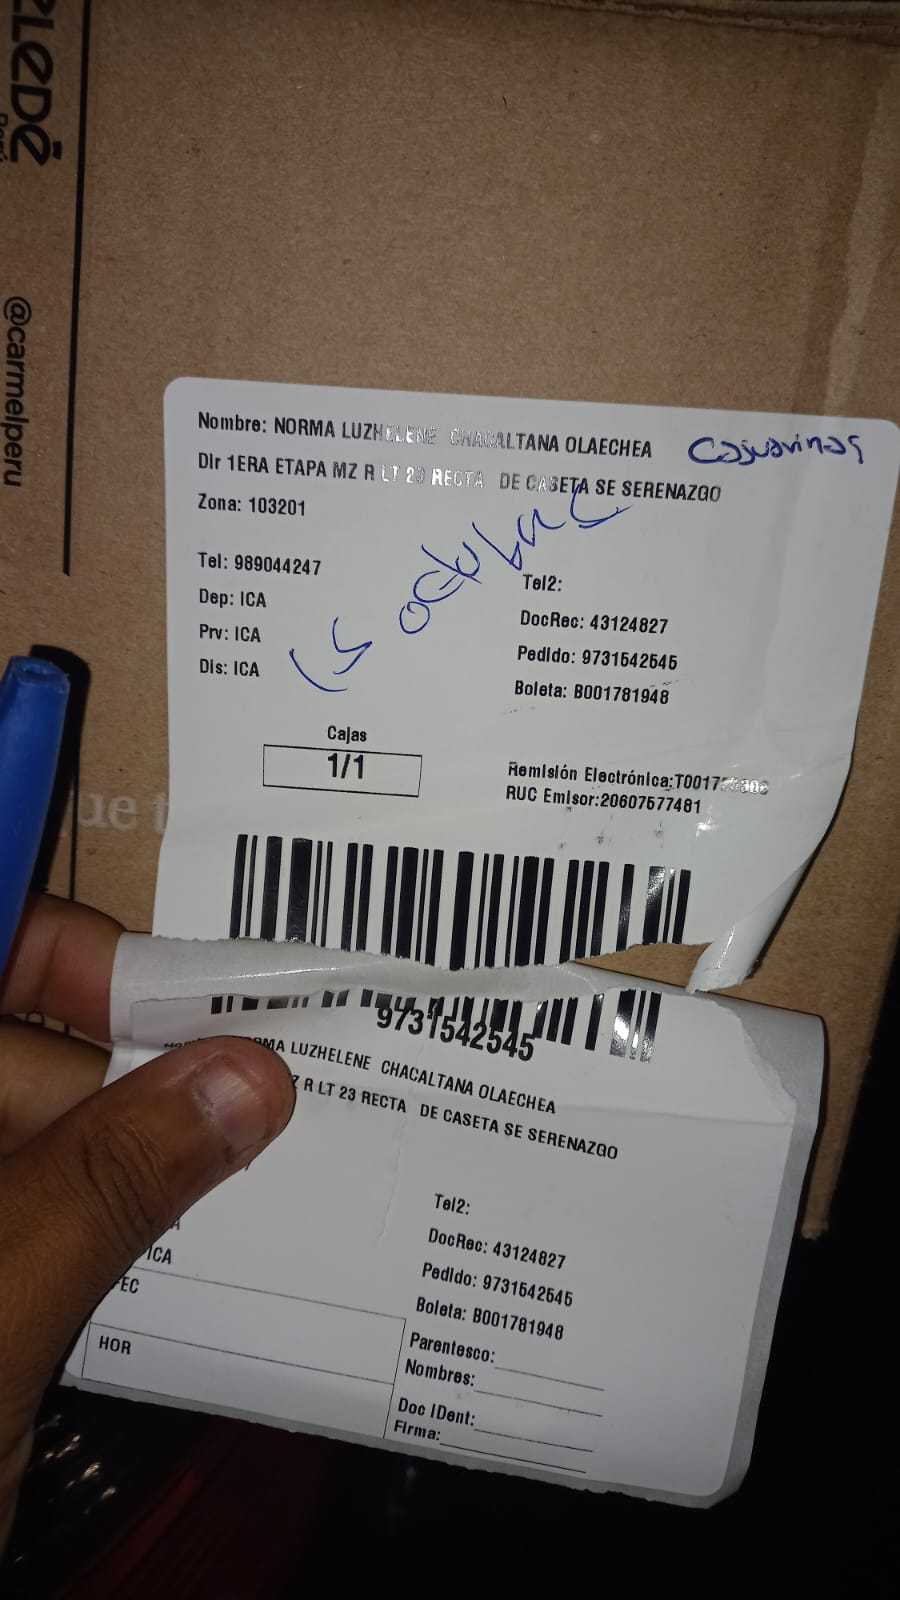 @carmelperu
Nombre: NORMA LUZHELENE CHACALTANA OLAECHEA Casuarinas
Dir 1ERA ETAPA MZ R LT 23 RECTA DE CASETA SE SERENAZGO
Zona: 103201
Tel: 989044247
Tel2:
Dep: ICA
DocRec: 43124827
Prv: ICA
Pedido: 9731542545
Dis: ICA
Boleta: B001781948
15 octubre
Cajas
1/1
Remisión Electrónica:
RUC Emisor:20607577481
9731542545
LUZHELENE CHACALTANA OLAECHEA
R LT 23 RECTA DE CASETA SE SERENAZGO
Tel2:
DocRec: 43124827
ICA
Pedido: 9731542545
FEC
Boleta: B001781948
HOR
Parentesco:
Nombres:
Doc IDent:
Firma: